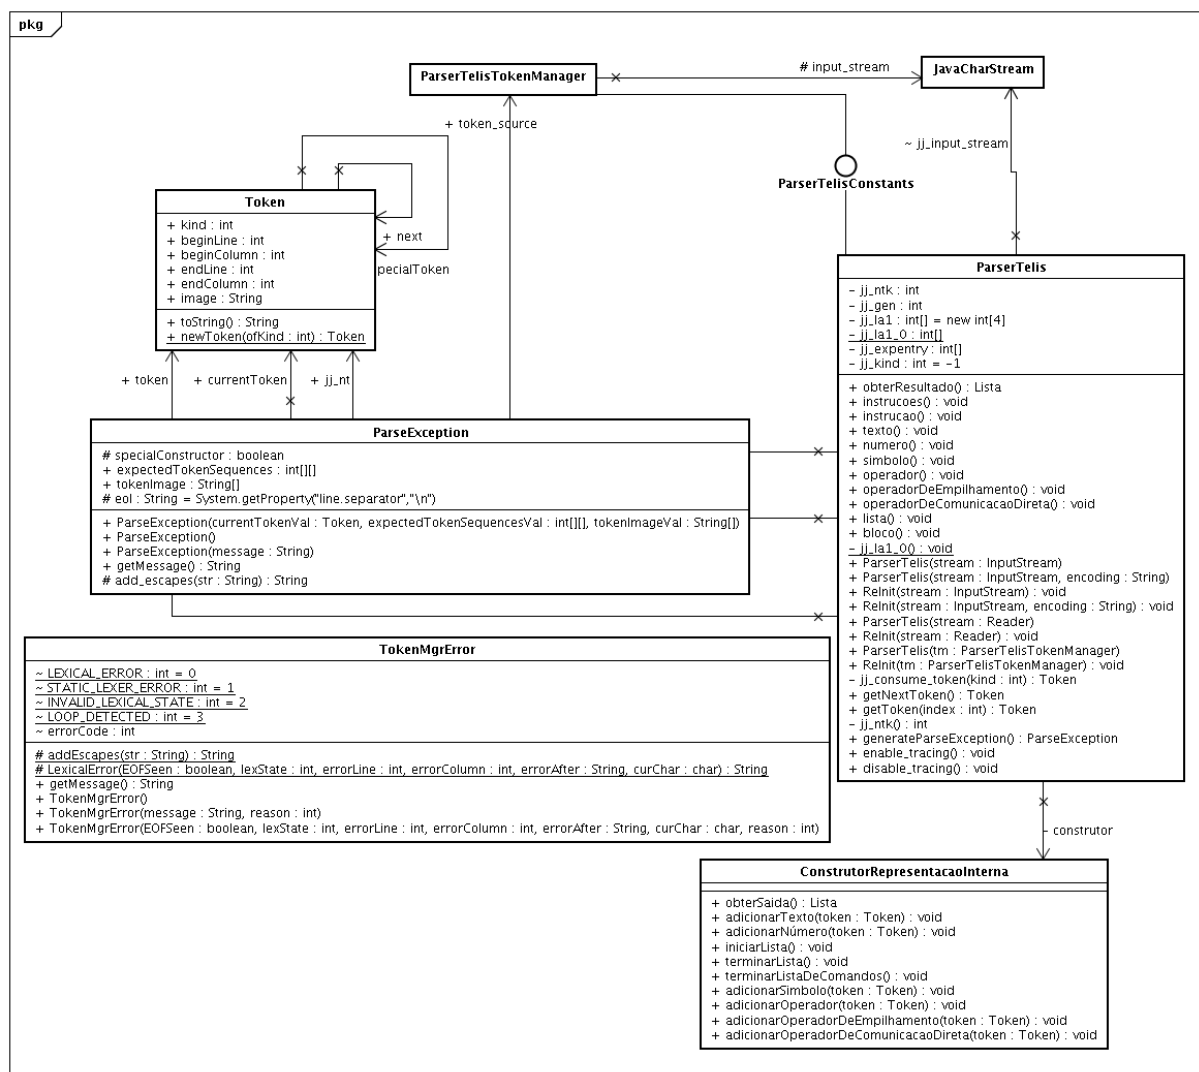 pkg
ParserTelisTokenManager
# input_stream
JavaCharStream
+ token_source
~ jj_input_stream
ParserTelisConstants
Token
+ kind : int
+ beginLine : int
+ beginColumn : int
+ endLine : int
+ endColumn : int
+ image : String
+ toString() : String
+ newToken(ofKind : int) : Token
+ next
pecialToken
+ token
+ currentToken
+ jj_nt
ParserTelis
- jj_ntk : int
- jj_gen : int
- jj_la1 : int[] = new int[4]
- jj_la1_0 : int[]
- jj_expentry : int[]
- jj_kind : int = -1
+ obterResultado() : Lista
+ instrucoes() : void
+ instrucao() : void
+ texto() : void
+ numero() : void
+ simbolo() : void
+ operador() : void
+ operadorDeEmpilhamento() : void
+ operadorDeComunicacaoDireta() : void
+ lista() : void
+ bloco() : void
- jj_la1_0() : void
+ ParserTelis(stream : InputStream)
+ ParserTelis(stream : InputStream, encoding : String)
+ ReInit(stream : InputStream) : void
+ ReInit(stream : InputStream, encoding : String) : void
+ ParserTelis(stream : Reader)
+ ReInit(stream : Reader) : void
+ ParserTelis(tm : ParserTelisTokenManager)
+ ReInit(tm : ParserTelisTokenManager) : void
- jj_consume_token(kind : int) : Token
+ getNextToken() : Token
+ getToken(index : int) : Token
- jj_ntk() : int
+ generateParseException() : ParseException
+ enable_tracing() : void
+ disable_tracing() : void
ParseException
# specialConstructor : boolean
+ expectedTokenSequences : int[][]
+ tokenImage : String[]
# eol : String = System.getProperty("line.separator","\n")
+ ParseException(currentTokenVal : Token, expectedTokenSequencesVal : int[][], tokenImageVal : String[])
+ ParseException()
+ ParseException(message : String)
+ getMessage() : String
# add_escapes(str : String) : String
TokenMgrError
~ LEXICAL_ERROR : int = 0
~ STATIC_LEXER_ERROR : int = 1
~ INVALID_LEXICAL_STATE : int = 2
~ LOOP_DETECTED : int = 3
~ errorCode : int
# addEscapes(str : String) : String
# LexicalError(EOFSeen : boolean, lexState : int, errorLine : int, errorColumn : int, errorAfter : String, curChar : char) : String
+ getMessage() : String
+ TokenMgrError()
+ TokenMgrError(message : String, reason : int)
+ TokenMgrError(EOFSeen : boolean, lexState : int, errorLine : int, errorColumn : int, errorAfter : String, curChar : char, reason : int)
- construtor
ConstrutorRepresentacaoInterna
+ obterSaida() : Lista
+ adicionarTexto(token : Token) : void
+ adicionarNúmero(token : Token) : void
+ iniciarLista() : void
+ terminarLista() : void
+ terminarListaDeComandos() : void
+ adicionarSimbolo(token : Token) : void
+ adicionarOperador(token : Token) : void
+ adicionarOperadorDeEmpilhamento(token : Token) : void
+ adicionarOperadorDeComunicacaoDireta(token : Token) : void